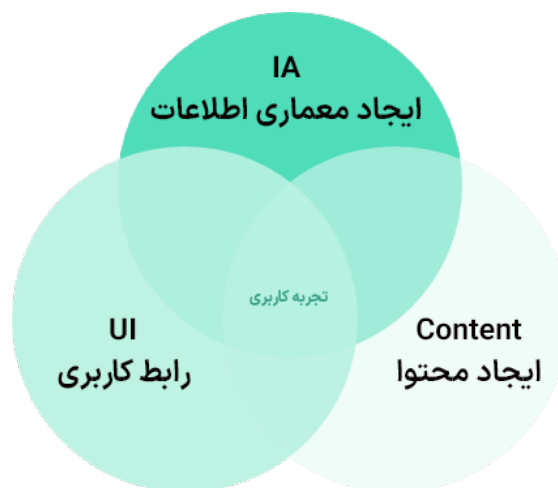 IA
ایجاد معماری اطلاعات
تجربه کاربری
UI
رابط کاربری
Content
ایجاد محتوا